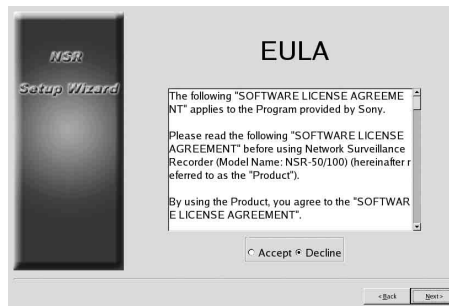 NSR
Setup Wizard
EULA
The following "SOFTWARE LICENSE AGREEME
NT" applies to the Program provided by Sony.
Please read the following "SOFTWARE LICENSE
AGREEMENT" before using Network Surveillance
Recorder (Model Name: NSR-50/100) (hereinafter r
eferred to as the "Product").
By using the Product, you agree to the "SOFTWAR
E LICENSE AGREEMENT".
Accept Decline
<Back Next>